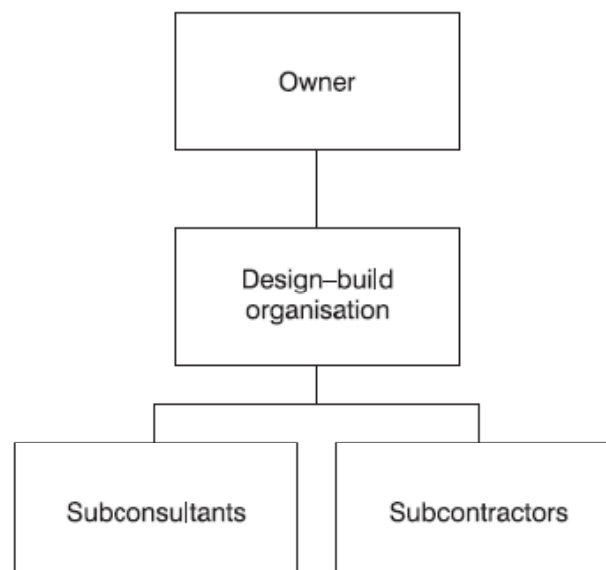 Owner
Design–build
organisation
Subconsultants
Subcontractors